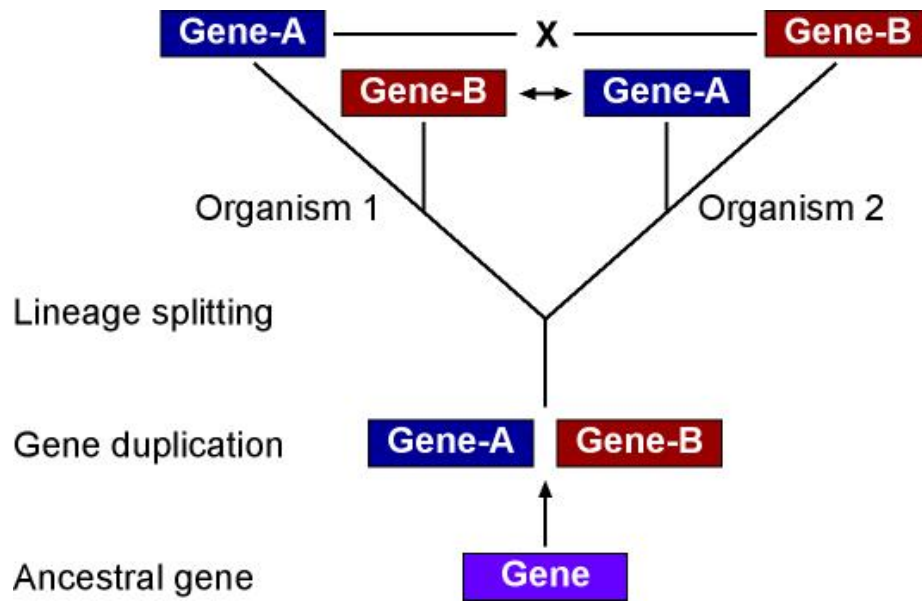 Gene-A X Gene-B
Gene-B Gene-A
Organism 1 Organism 2
Lineage splitting
Gene duplication Gene-A Gene-B
Ancestral gene Gene